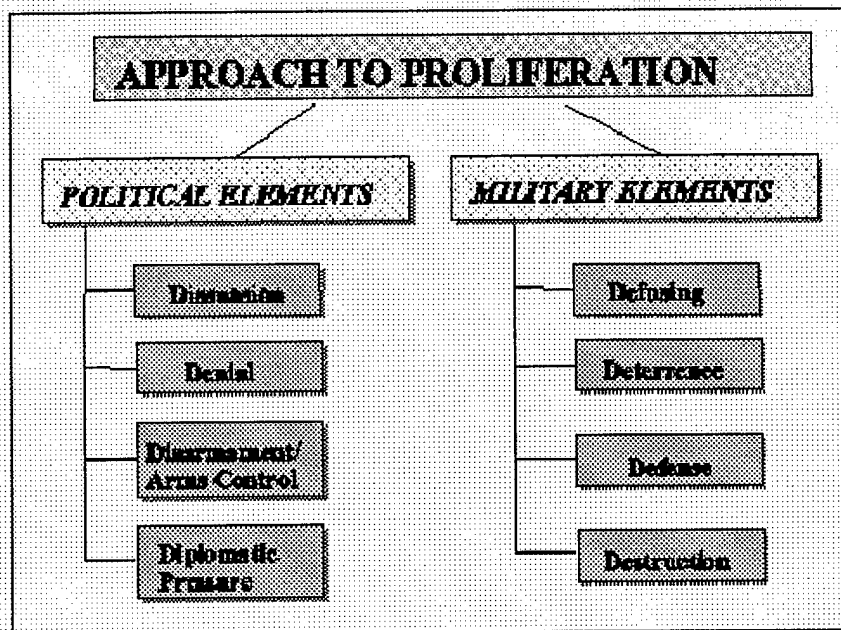 APPROACH TO PROLIFERATION
POLITICAL ELEMENTS
Dissuasion
Denial
Disarmament/
Arms Control
Diplomatic
Pressure
MILITARY ELEMENTS
Defusing
Deterrence
Defense
Destruction